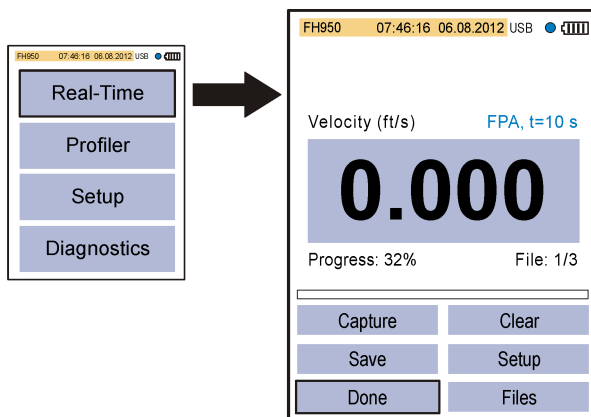 FH950 07:46:16 06.08.2012 USB
Real-Time
Profiler
Setup
Diagnostics
FH950 07:46:16 06.08.2012 USB
Velocity (ft/s) FPA, t=10 s
0.000
Progress: 32% File: 1/3
Capture Clear
Save Setup
Done Files